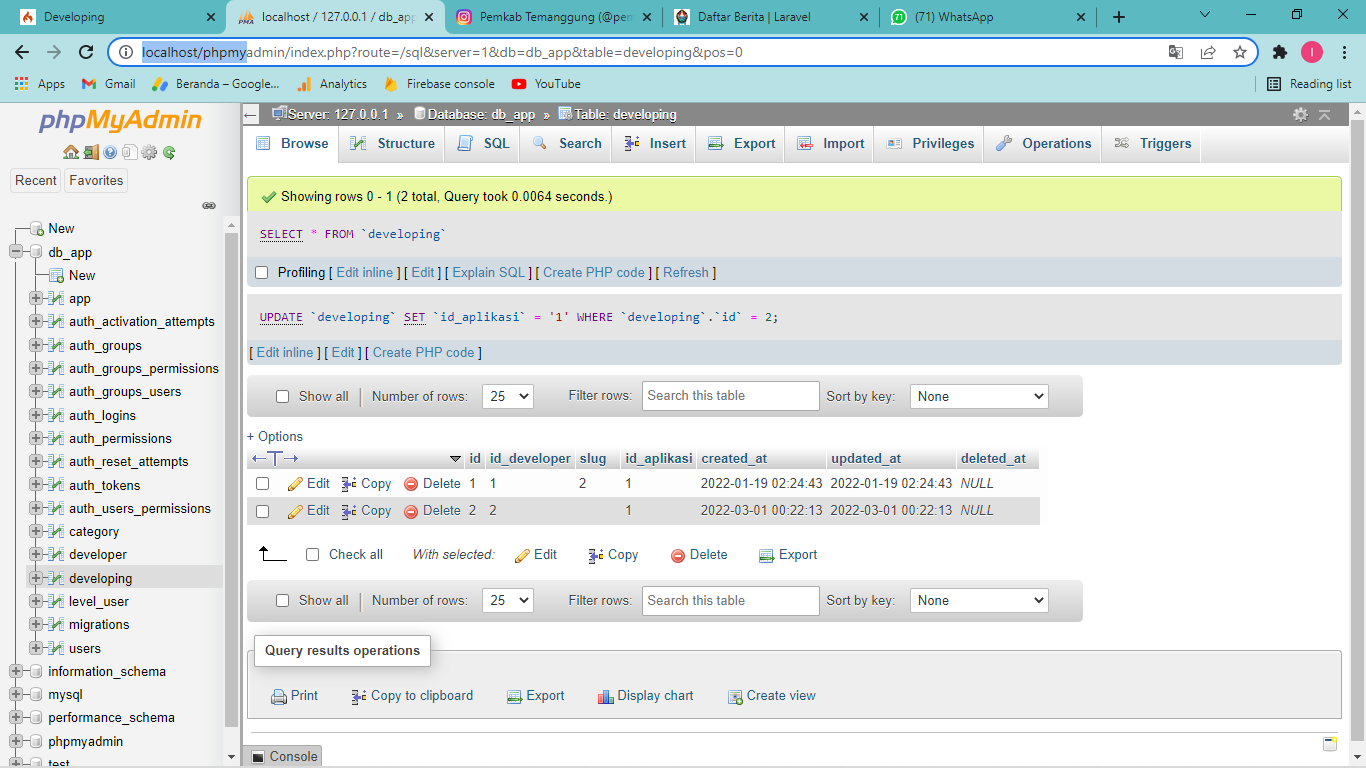 Developing
localhost / 127.0.0.1 / db_app
Pemkab Temanggung (@pem
Daftar Berita | Laravel
(71) WhatsApp
localhost/phpmyadmin/index.php?route=/sql&server=1&db=db_app&table=developing&pos=0
Apps
Gmail
Beranda – Google...
Analytics
Firebase console
YouTube
Reading list
phpMyAdmin
Recent
Favorites
New
db_app
New
app
auth_activation_attempts
auth_groups
auth_groups_permissions
auth_groups_users
auth_logins
auth_permissions
auth_reset_attempts
auth_tokens
auth_users_permissions
category
developer
developing
level_user
migrations
users
information_schema
mysql
performance_schema
phpmyadmin
test
Server: 127.0.0.1 » Database: db_app » Table: developing
Browse Structure SQL Search Insert Export Import Privileges Operations Triggers
Showing rows 0 - 1 (2 total, Query took 0.0064 seconds.)
SELECT * FROM `developing`
Profiling [ Edit inline ] [ Edit ] [ Explain SQL ] [ Create PHP code ] [ Refresh ]
UPDATE `developing` SET `id_aplikasi` = '1' WHERE `developing`.`id` = 2;
[ Edit inline ] [ Edit ] [ Create PHP code ]
Show all Number of rows: 25 Filter rows: Search this table Sort by key: None
+ Options
id id_developer slug id_aplikasi created_at updated_at deleted_at
Edit Copy Delete 1 1 2 1 2022-01-19 02:24:43 2022-01-19 02:24:43 NULL
Edit Copy Delete 2 2 1 2022-03-01 00:22:13 2022-03-01 00:22:13 NULL
Check all With selected: Edit Copy Delete Export
Show all Number of rows: 25 Filter rows: Search this table Sort by key: None
Query results operations
Print Copy to clipboard Export Display chart Create view
Console